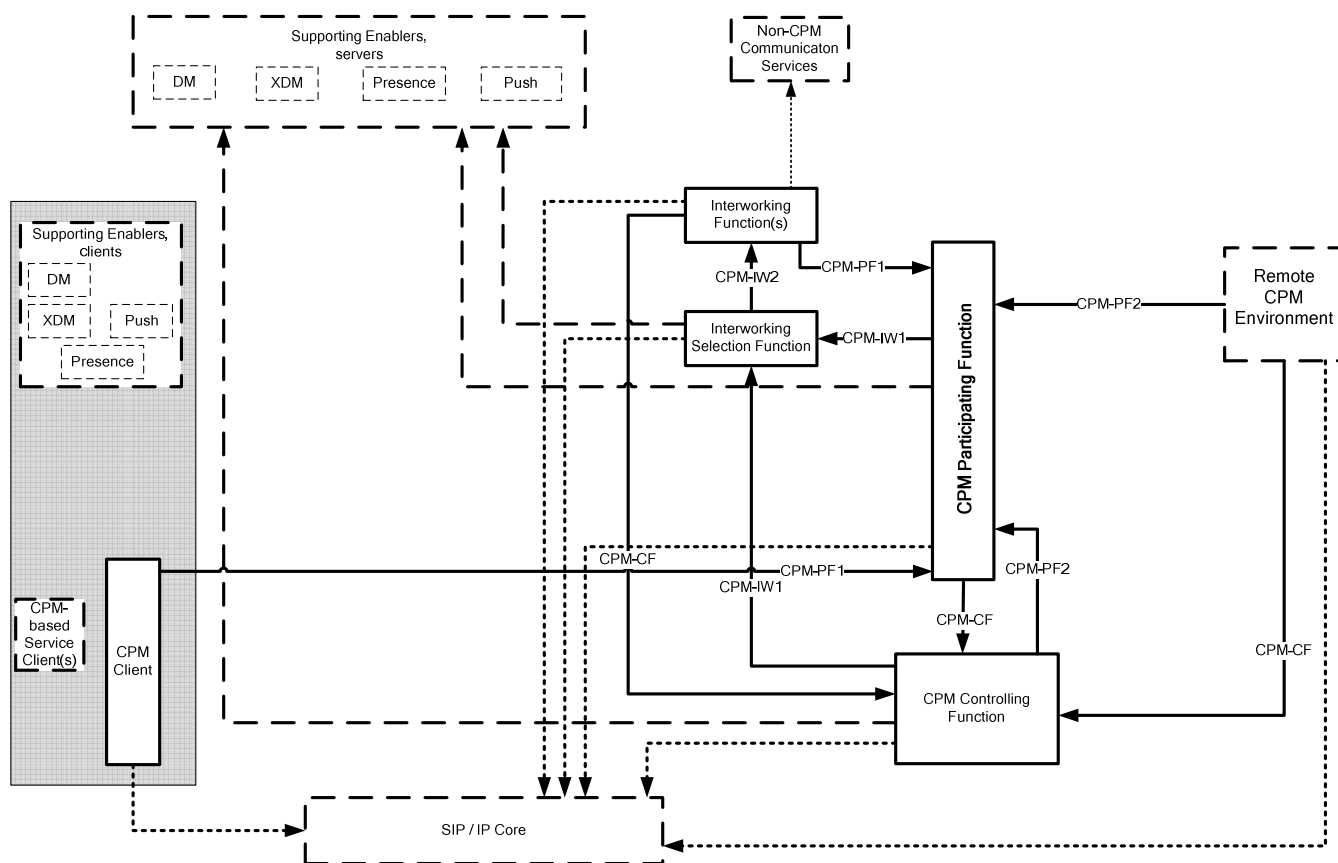 Supporting Enablers,
servers
DM
XDM
Presence
Push
Non-CPM
Communicaton
Services
Supporting Enablers,
clients
DM
XDM
Push
Presence
Interworking
Function(s)
CPM-PF1
CPM-IW2
Interworking
Selection Function
CPM-IW1
CPM Participating Function
CPM-PF2
Remote
CPM
Environment
CPM-CF
CPM-PF1
CPM-IW1
CPM-PF2
CPM-CF
CPM-CF
CPM-
based
Service
Client(s)
CPM
Client
CPM Controlling
Function
SIP / IP Core